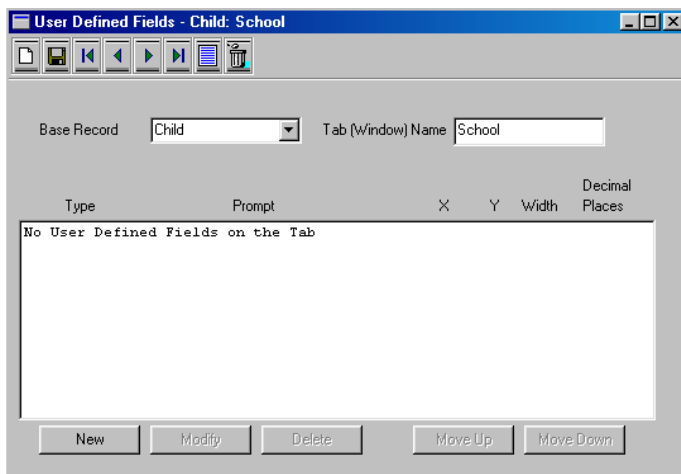 User Defined Fields - Child: School
Base Record Child Tab (Window) Name School
Decimal
Type Prompt X Y Width Places
No User Defined Fields on the Tab
New Modify Delete Move Up Move Down